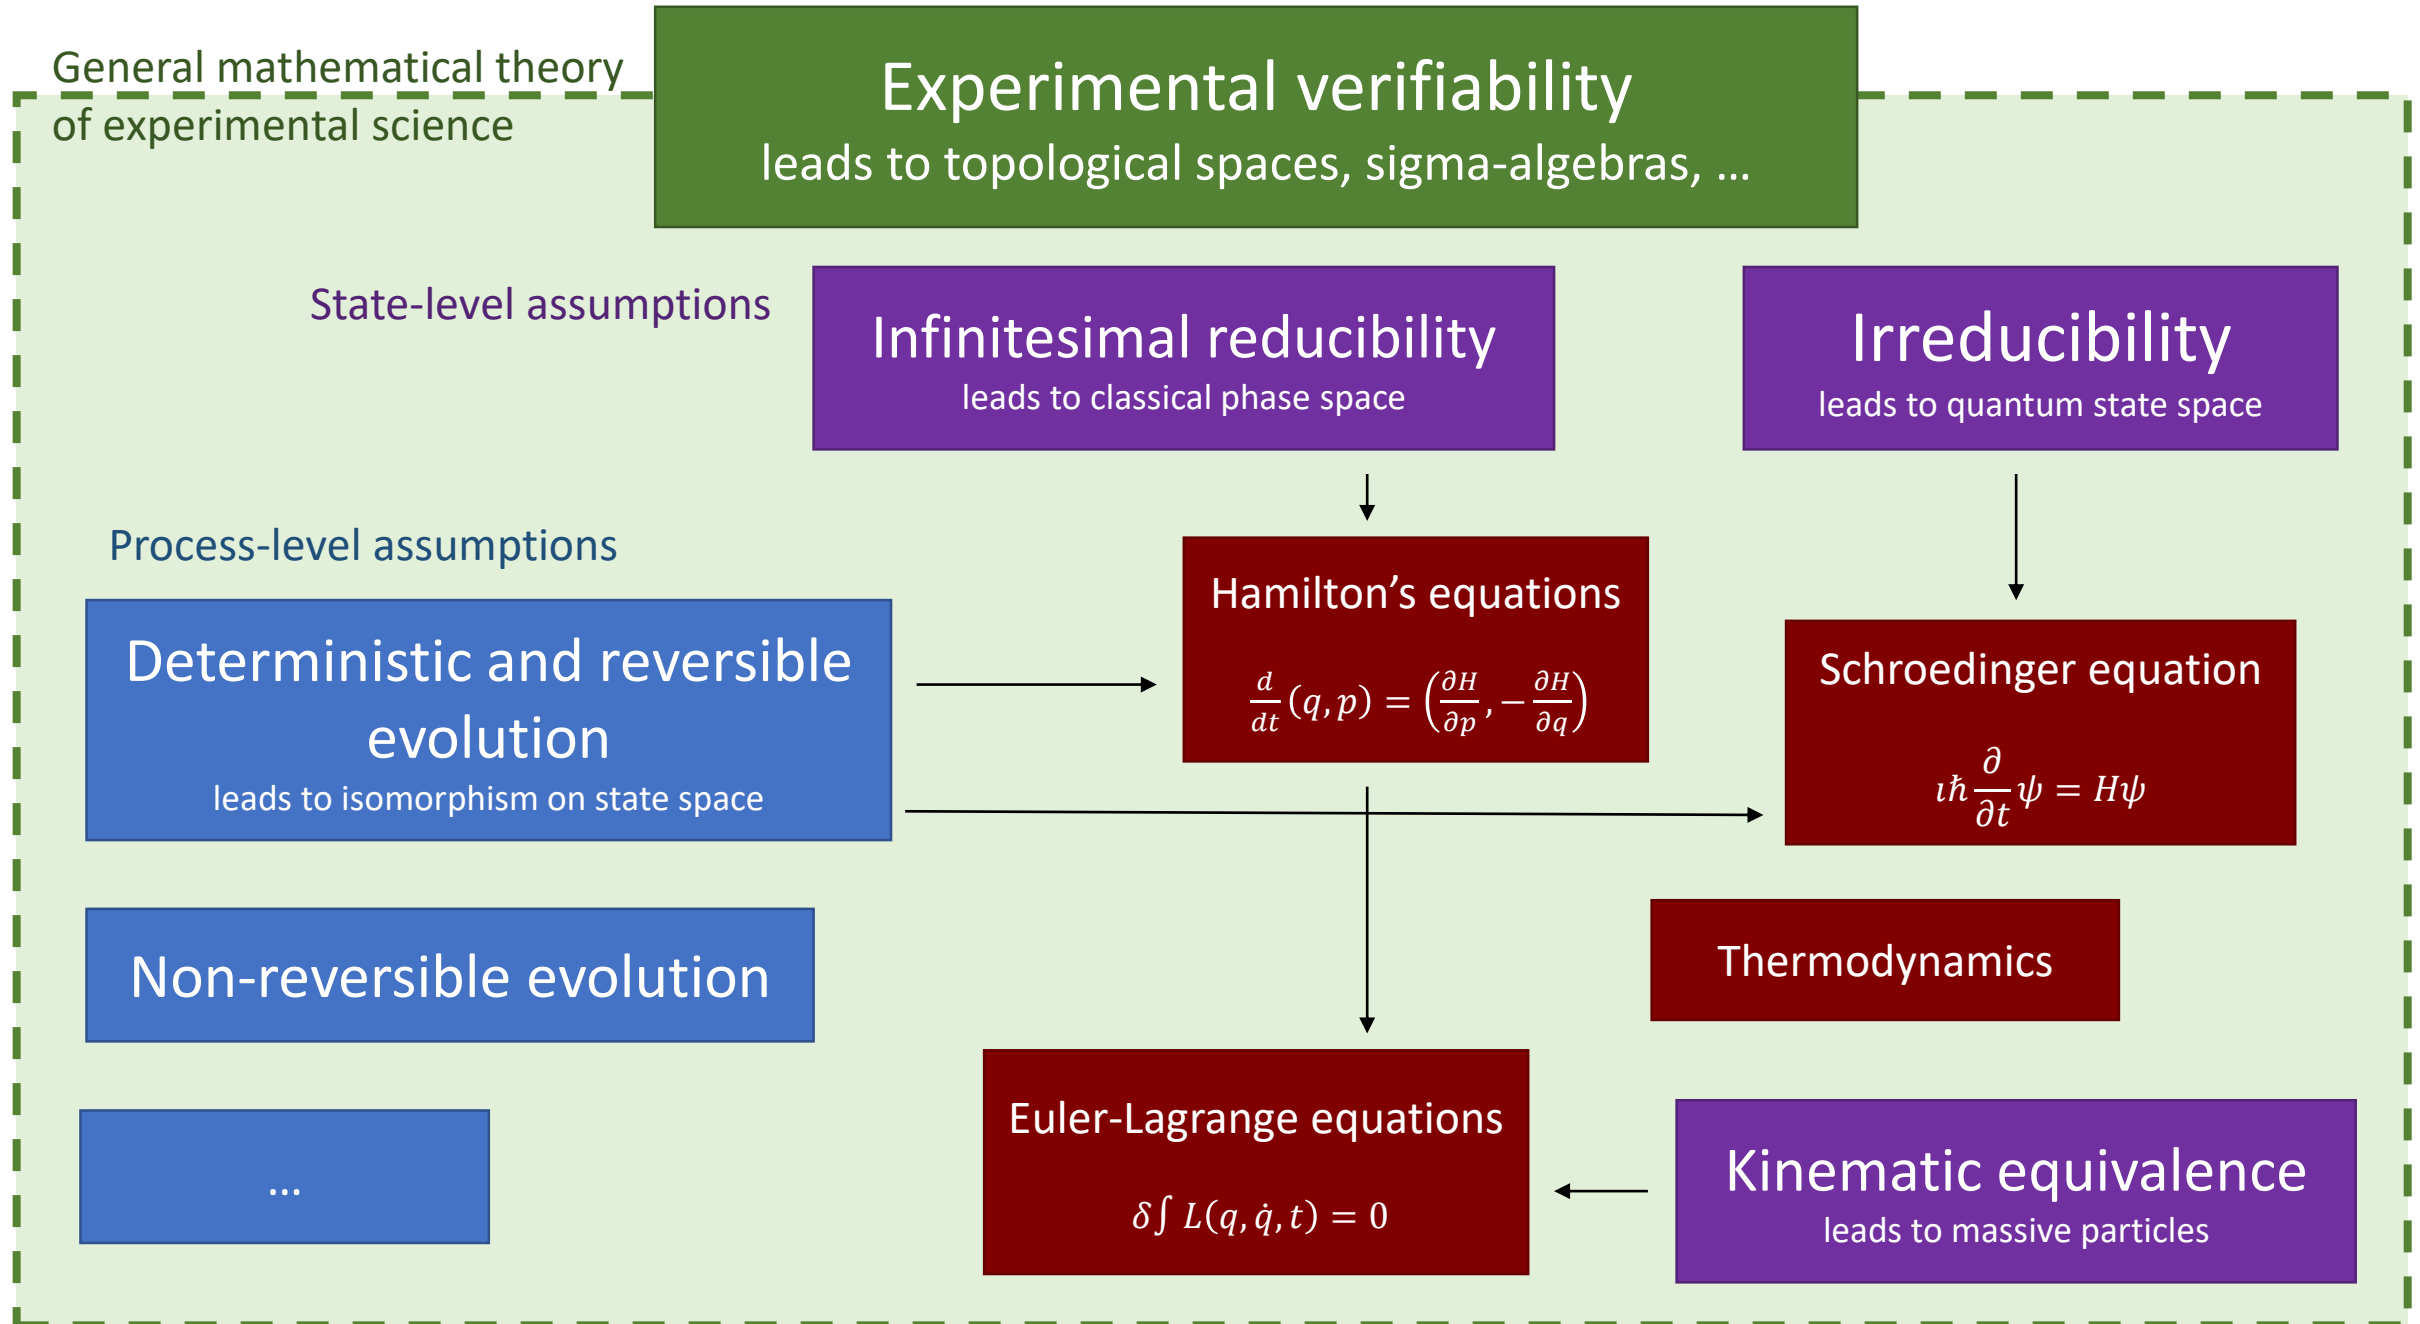 General mathematical theory
of experimental science
Experimental verifiability
leads to topological spaces, sigma-algebras, …
State-level assumptions
Infinitesimal reducibility
leads to classical phase space
Irreducibility
leads to quantum state space
Process-level assumptions
Deterministic and reversible
evolution
leads to isomorphism on state space
Hamilton’s equations
d/dt (q, p) = (∂H/∂p, −∂H/∂q)
Schroedinger equation
ıħ ∂/∂t ψ = Hψ
Non-reversible evolution
Thermodynamics
…
Euler-Lagrange equations
δ∫ L(q, q̇, t) = 0
Kinematic equivalence
leads to massive particles